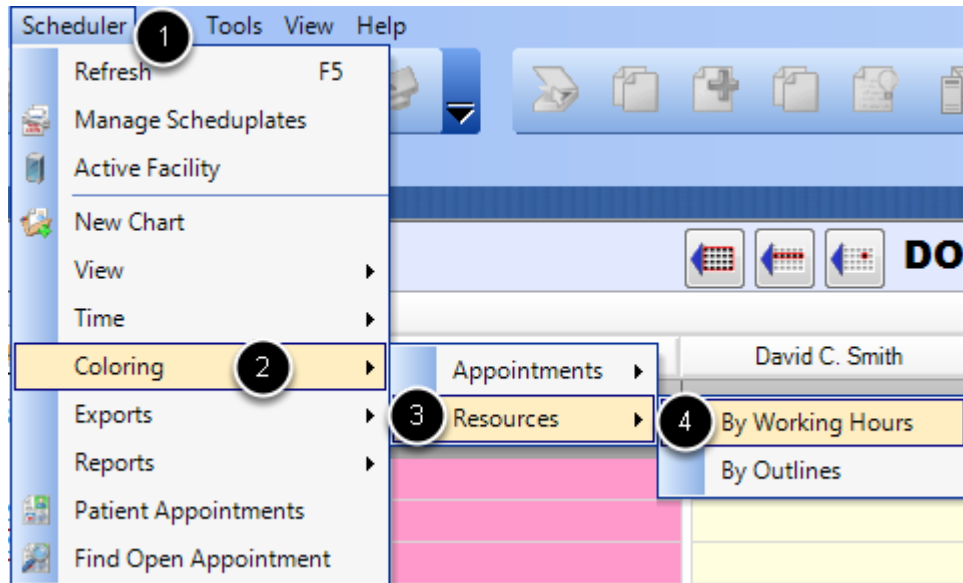 Scheduler 1 Tools View Help
Refresh F5
Manage Scheduplates
Active Facility
New Chart
DO
View
Time
David C. Smith
Coloring 2
Appointments
Exports
3 Resources
4 By Working Hours
Reports
By Outlines
Patient Appointments
Find Open Appointment